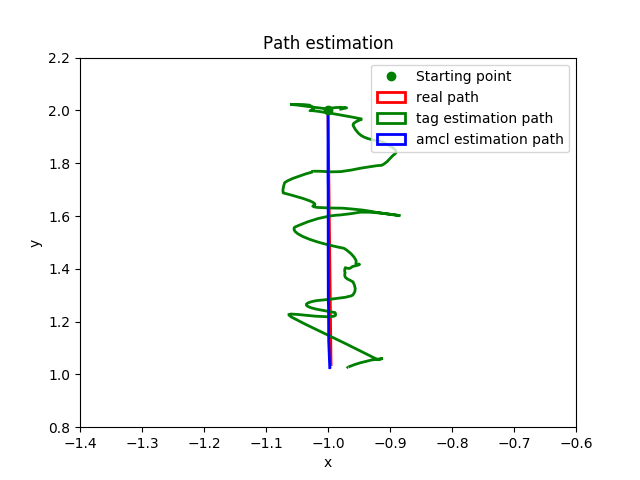 Path estimation
Starting point
real path
tag estimation path
amcl estimation path
2.2
2.0
1.8
1.6
1.4
1.2
1.0
0.8
y
−1.4
−1.3
−1.2
−1.1
−1.0
−0.9
−0.8
−0.7
−0.6
x